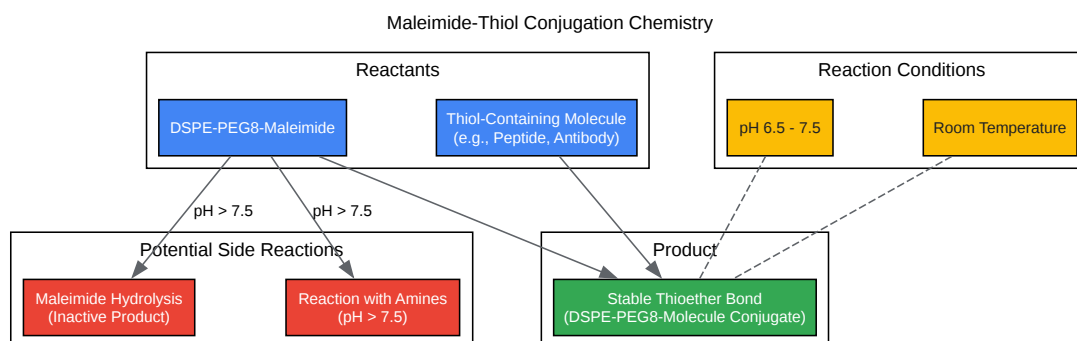 Maleimide-Thiol Conjugation Chemistry
Reactants
Reaction Conditions
DSPE-PEG8-Maleimide
Thiol-Containing Molecule
(e.g., Peptide, Antibody)
pH 6.5 - 7.5
Room Temperature
pH > 7.5
pH > 7.5
Potential Side Reactions
Product
Maleimide Hydrolysis
(Inactive Product)
Reaction with Amines
(pH > 7.5)
Stable Thioether Bond
(DSPE-PEG8-Molecule Conjugate)